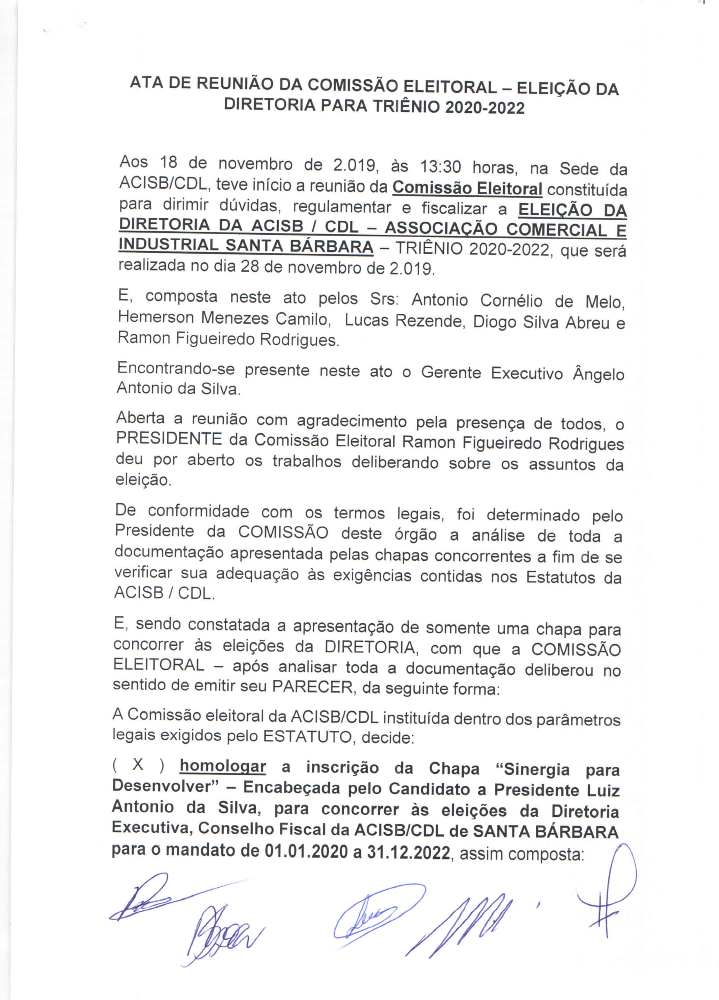 ATA DE REUNIÃO DA COMISSÃO ELEITORAL – ELEIÇÃO DA
DIRETORIA PARA TRIÊNIO 2020-2022
Aos 18 de novembro de 2.019, às 13:30 horas, na Sede da
ACISB/CDL, teve início a reunião da Comissão Eleitoral constituída
para dirimir dúvidas, regulamentar e fiscalizar a ELEIÇÃO DA
DIRETORIA DA ACISB / CDL – ASSOCIAÇÃO COMERCIAL E
INDUSTRIAL SANTA BÁRBARA – TRIÊNIO 2020-2022, que será
realizada no dia 28 de novembro de 2.019.
E, composta neste ato pelos Srs: Antonio Cornélio de Melo,
Hemerson Menezes Camilo, Lucas Rezende, Diogo Silva Abreu e
Ramon Figueiredo Rodrigues.
Encontrando-se presente neste ato o Gerente Executivo Ângelo
Antonio da Silva.
Aberta a reunião com agradecimento pela presença de todos, o
PRESIDENTE da Comissão Eleitoral Ramon Figueiredo Rodrigues
deu por aberto os trabalhos deliberando sobre os assuntos da
eleição.
De conformidade com os termos legais, foi determinado pelo
Presidente da COMISSÃO deste órgão a análise de toda a
documentação apresentada pelas chapas concorrentes a fim de se
verificar sua adequação às exigências contidas nos Estatutos da
ACISB / CDL.
E, sendo constatada a apresentação de somente uma chapa para
concorrer às eleições da DIRETORIA, com que a COMISSÃO
ELEITORAL – após analisar toda a documentação deliberou no
sentido de emitir seu PARECER, da seguinte forma:
A Comissão eleitoral da ACISB/CDL instituída dentro dos parâmetros
legais exigidos pelo ESTATUTO, decide:
( X ) homologar a inscrição da Chapa “Sinergia para
Desenvolver” – Encabeçada pelo Candidato a Presidente Luiz
Antonio da Silva, para concorrer às eleições da Diretoria
Executiva, Conselho Fiscal da ACISB/CDL de SANTA BÁRBARA
para o mandato de 01.01.2020 a 31.12.2022, assim composta: